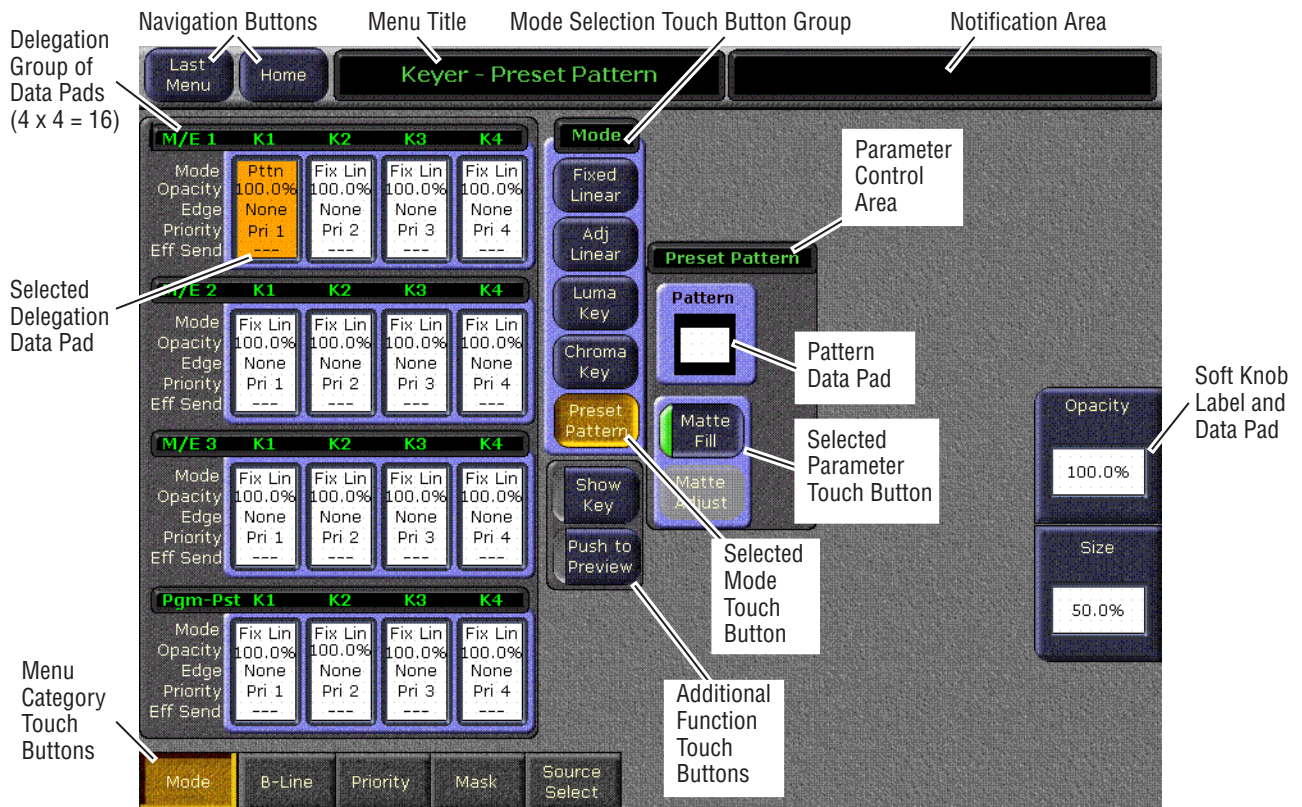 Navigation Buttons
Menu Title
Mode Selection Touch Button Group
Notification Area
Delegation
Group of
Data Pads
(4 x 4 = 16)
Last
Menu
Home
Keyer - Preset Pattern
M/E 1 K1 K2 K3 K4
Mode Pttn Fix Lin Fix Lin Fix Lin
Opacity 100.0% 100.0% 100.0% 100.0%
Edge None None None None
Priority Pri 1 Pri 2 Pri 3 Pri 4
Eff Send --- --- --- ---
Selected
Delegation
Data Pad
M/E 2 K1 K2 K3 K4
Mode Fix Lin Fix Lin Fix Lin Fix Lin
Opacity 100.0% 100.0% 100.0% 100.0%
Edge None None None None
Priority Pri 1 Pri 2 Pri 3 Pri 4
Eff Send --- --- --- ---
M/E 3 K1 K2 K3 K4
Mode Fix Lin Fix Lin Fix Lin Fix Lin
Opacity 100.0% 100.0% 100.0% 100.0%
Edge None None None None
Priority Pri 1 Pri 2 Pri 3 Pri 4
Eff Send --- --- --- ---
Pgm-Pst K1 K2 K3 K4
Mode Fix Lin Fix Lin Fix Lin Fix Lin
Opacity 100.0% 100.0% 100.0% 100.0%
Edge None None None None
Priority Pri 1 Pri 2 Pri 3 Pri 4
Eff Send --- --- --- ---
Menu
Category
Touch
Buttons
Mode
B-Line
Priority
Mask
Source
Select
Mode
Fixed
Linear
Adj
Linear
Luma
Key
Chroma
Key
Preset
Pattern
Show
Key
Push to
Preview
Parameter
Control
Area
Preset Pattern
Pattern
Pattern
Data Pad
Matte
Fill
Matte
Adjust
Selected
Parameter
Touch Button
Selected
Mode
Touch
Button
Additional
Function
Touch
Buttons
Opacity
100.0%
Size
50.0%
Soft Knob
Label and
Data Pad